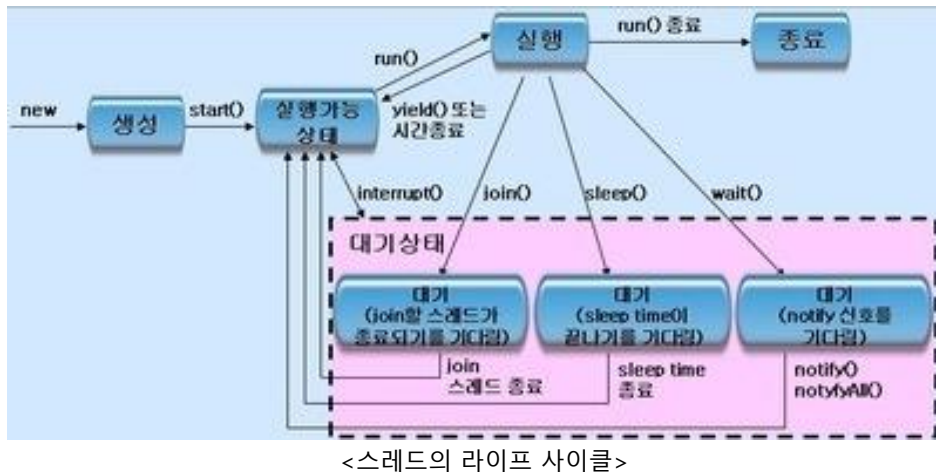 new
생성
start()
실행가능
상태
run()
yield() 또는
시간종료
실행
run() 종료
종료
interrupt()
join()
sleep()
wait()
대기상태
대기
(join할 스레드가
종료되기를 기다림)
대기
(sleep time이
끝나기를 기다림)
대기
(notify 신호를
기다림)
join
스레드 종료
sleep time
종료
notify()
notyfyAll()
<스레드의 라이프 사이클>